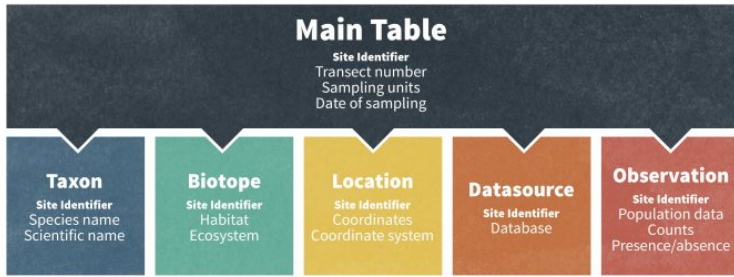 Main Table
Site Identifier
Transect number
Sampling units
Date of sampling
Taxon
Site Identifier
Species name
Scientific name
Biotope
Site Identifier
Habitat
Ecosystem
Location
Site Identifier
Coordinates
Coordinate system
Datasource
Site Identifier
Database
Observation
Site Identifier
Population data
Counts
Presence/absence